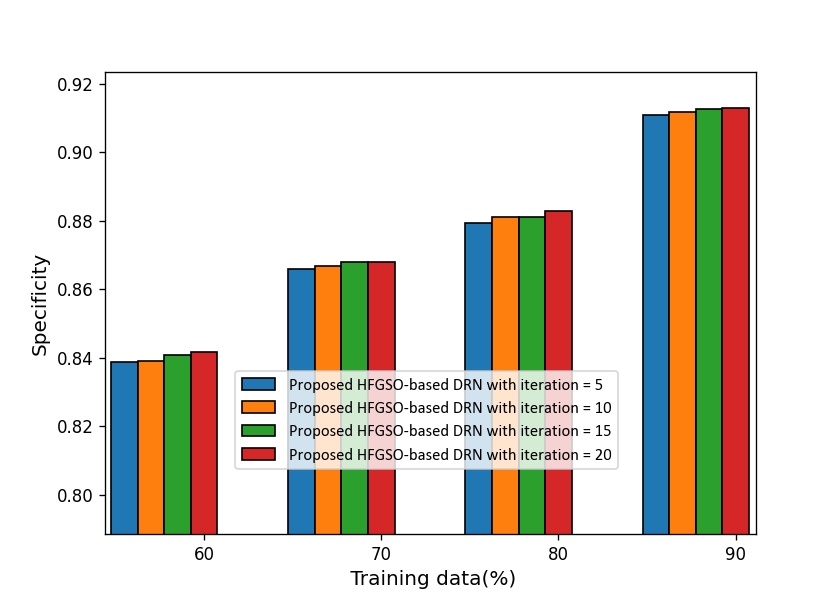 0.92
0.90
0.88
0.86
0.84
0.82
0.80
Specificity
Proposed HFGSO-based DRN with iteration = 5
Proposed HFGSO-based DRN with iteration = 10
Proposed HFGSO-based DRN with iteration = 15
Proposed HFGSO-based DRN with iteration = 20
60 70 80 90
Training data(%)